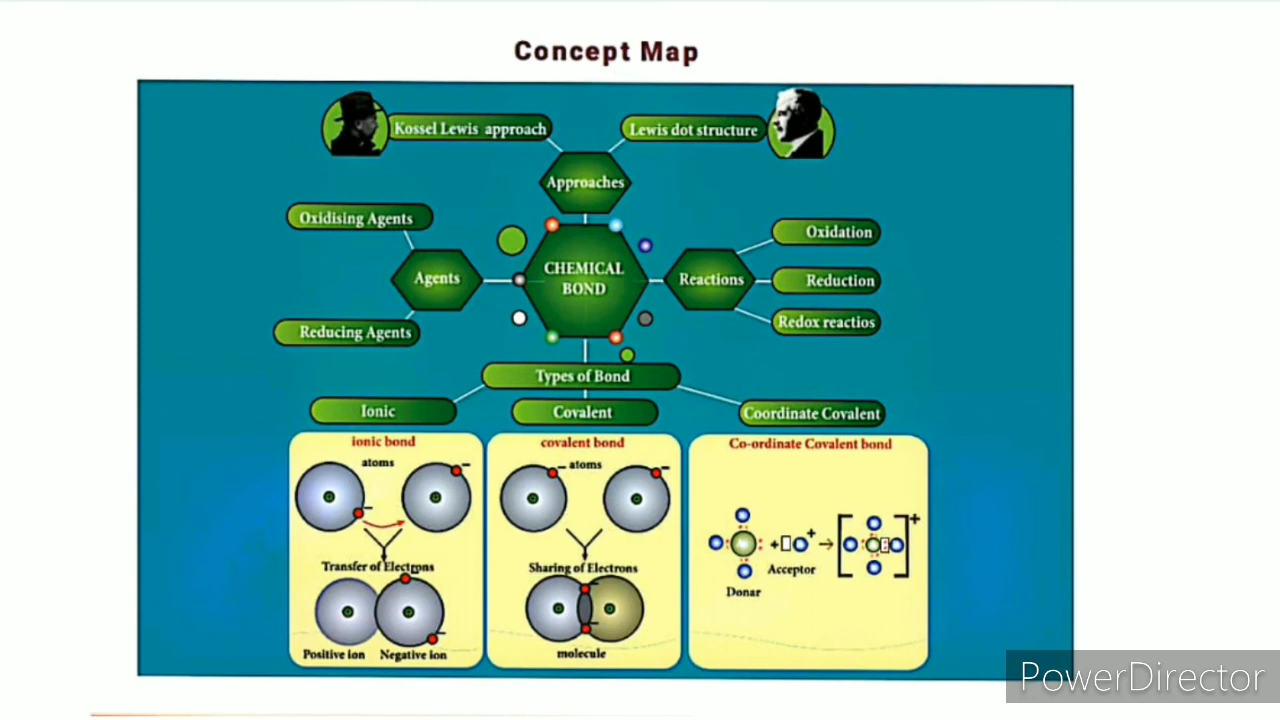 Concept Map
Kossel Lewis approach
Lewis dot structure
Approaches
Oxidising Agents
Agents
Reducing Agents
CHEMICAL
BOND
Reactions
Oxidation
Reduction
Redox reactios
Types of Bond
Ionic
Covalent
Coordinate Covalent
ionic bond
atoms
−
−
Transfer of Electrons
−
−
Positive ion
Negative ion
covalent bond
− atoms
−
Sharing of Electrons
−
−
molecule
Co-ordinate Covalent bond
+
+
→
[ ]
+
Acceptor
Donar
PowerDirector